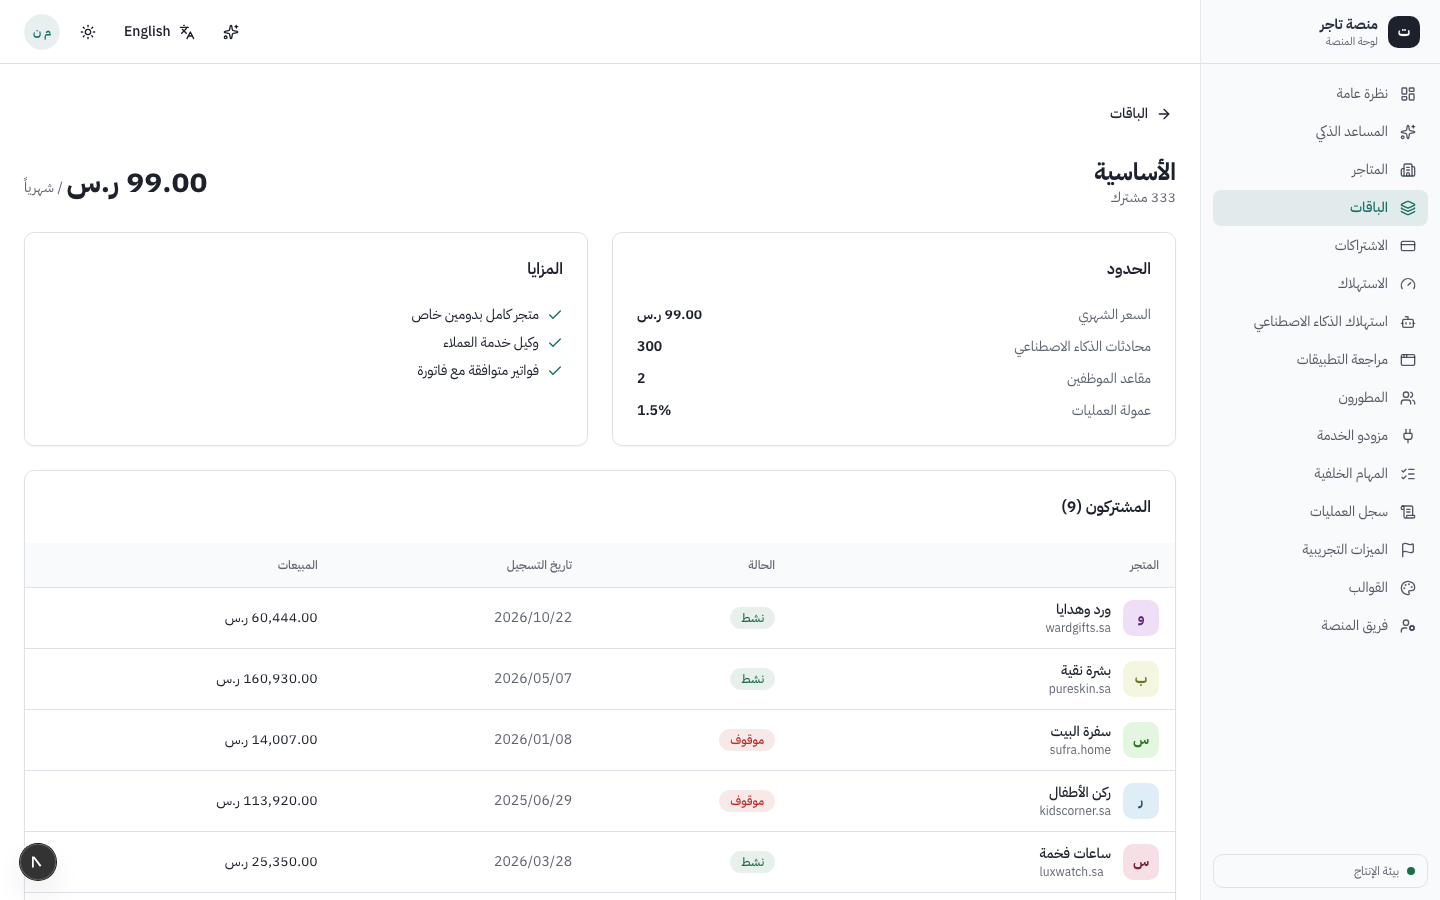 ت
منصة تاجر
لوحة المنصة
نظرة عامة
المساعد الذكي
المتاجر
الباقات
الاشتراكات
الاستهلاك
استهلاك الذكاء الاصطناعي
مراجعة التطبيقات
المطورون
مزودو الخدمة
المهام الخلفية
سجل العمليات
الميزات التجريبية
القوالب
فريق المنصة
بيئة الإنتاج
English
م ن
الباقات
الأساسية
333 مشترك
99.00 ر.س / شهرياً
الحدود
السعر الشهري 99.00 ر.س
محادثات الذكاء الاصطناعي 300
مقاعد الموظفين 2
عمولة العمليات 1.5%
المزايا
متجر كامل بدومين خاص
وكيل خدمة العملاء
فواتير متوافقة مع فاتورة
المشتركون (9)
المتجر الحالة تاريخ التسجيل المبيعات
و ورد وهدايا نشط 2026/10/22 60,444.00 ر.س
wardgifts.sa
ب بشرة نقية نشط 2026/05/07 160,930.00 ر.س
pureskin.sa
س سفرة البيت موقوف 2026/01/08 14,007.00 ر.س
sufra.home
ر ركن الأطفال موقوف 2025/06/29 113,920.00 ر.س
kidscorner.sa
س ساعات فخمة نشط 2026/03/28 25,350.00 ر.س
luxwatch.sa